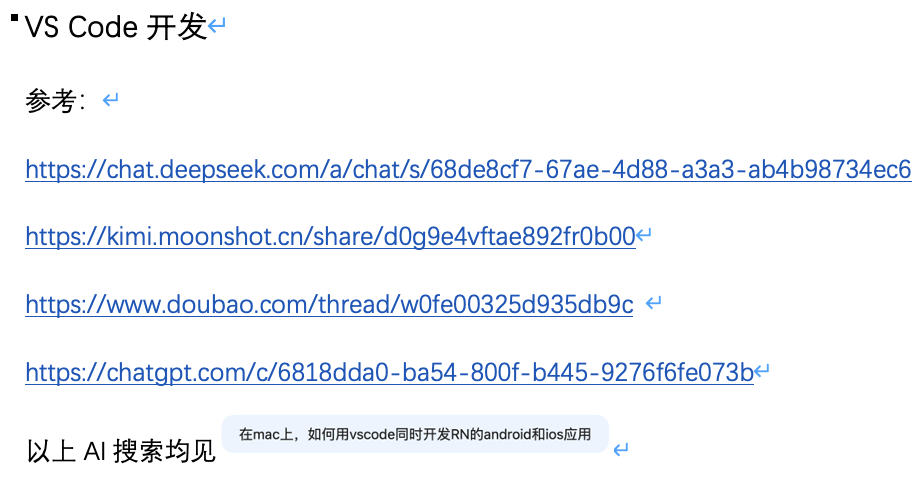 VS Code 开发
参考：
https://chat.deepseek.com/a/chat/s/68de8cf7-67ae-4d88-a3a3-ab4b98734ec6
https://kimi.moonshot.cn/share/d0g9e4vftae892fr0b00
https://www.doubao.com/thread/w0fe00325d935db9c
https://chatgpt.com/c/6818dda0-ba54-800f-b445-9276f6fe073b
以上 AI 搜索均见 在mac上，如何用vscode同时开发RN的android和ios应用